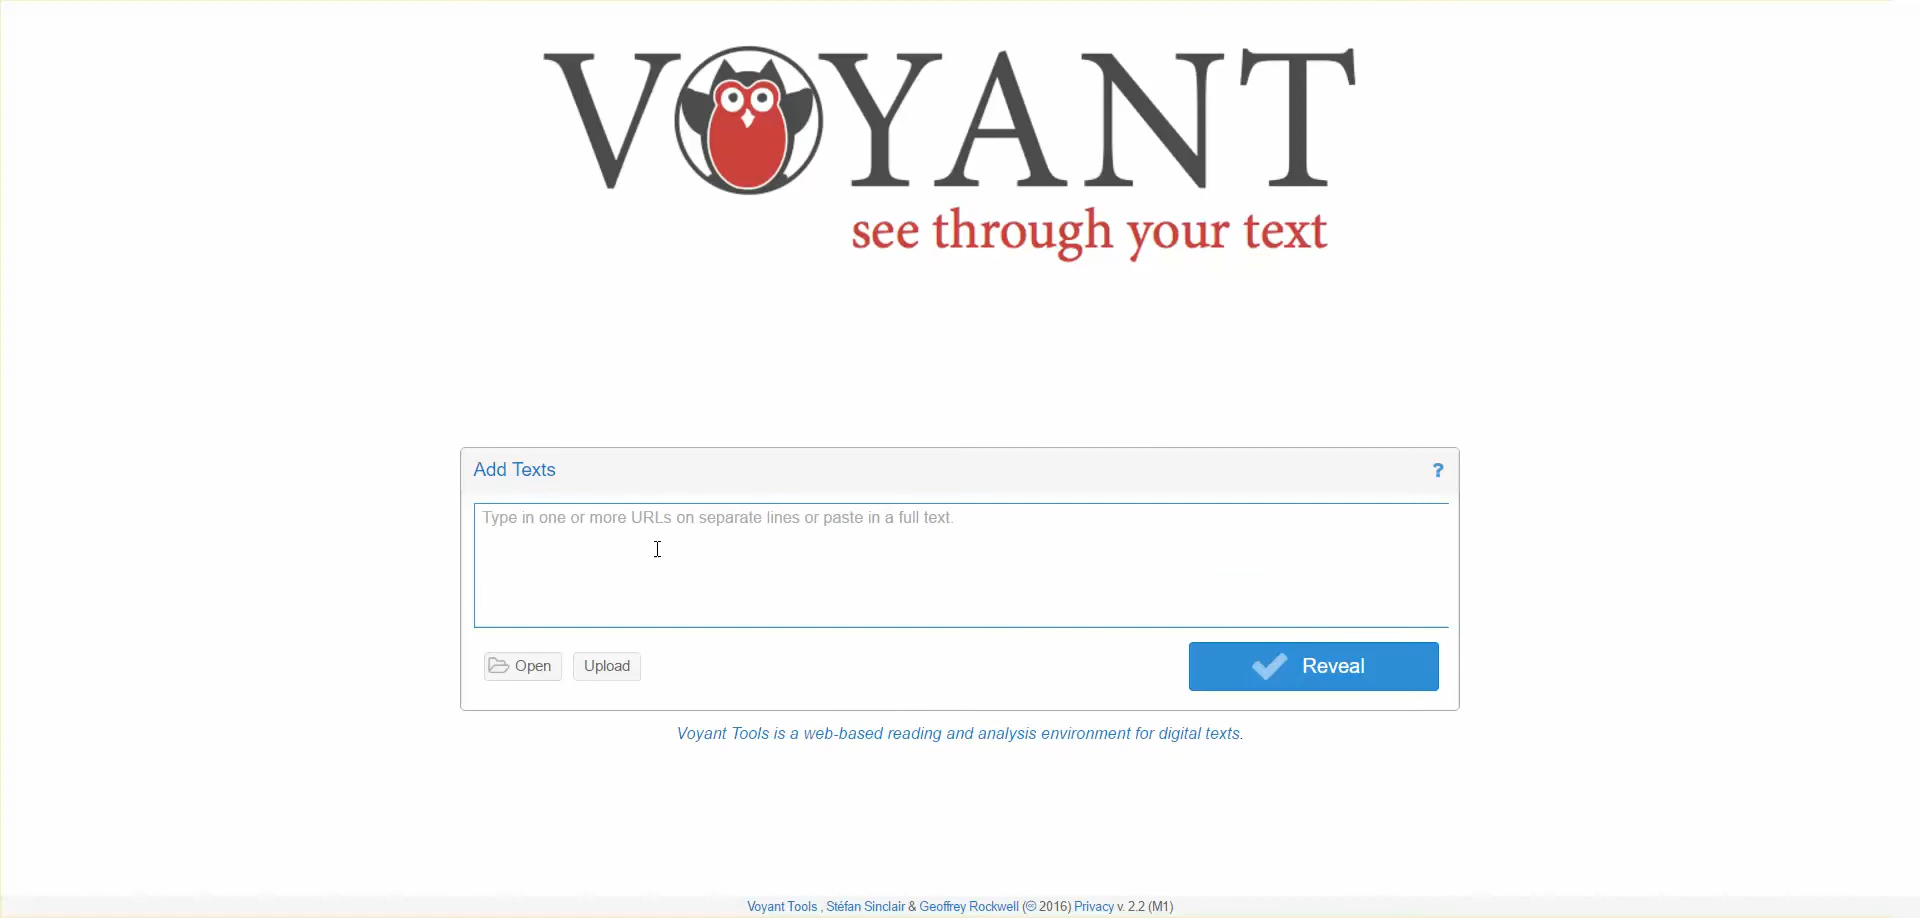 VOYANT
see through your text
Add Texts
?
Type in one or more URLs on separate lines or paste in a full text.
Open
Upload
Reveal
Voyant Tools is a web-based reading and analysis environment for digital texts.
Voyant Tools , Stéfan Sinclair & Geoffrey Rockwell (🄯 2016) Privacy v. 2.2 (M1)